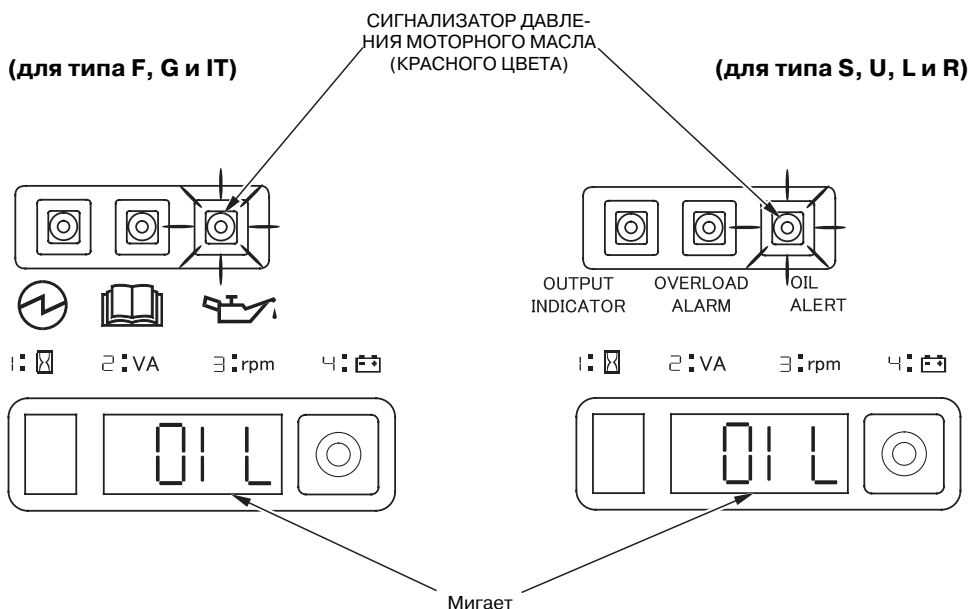 СИГНАЛИЗАТОР ДАВЛЕ-
НИЯ МОТОРНОГО МАСЛА
(КРАСНОГО ЦВЕТА)
(для типа F, G и IT)
(для типа S, U, L и R)
OUTPUT
INDICATOR
OVERLOAD
ALARM
OIL
ALERT
1: 2:VA 3:rpm 4:
1: 2:VA 3:rpm 4:
OIL
OIL
Мигает